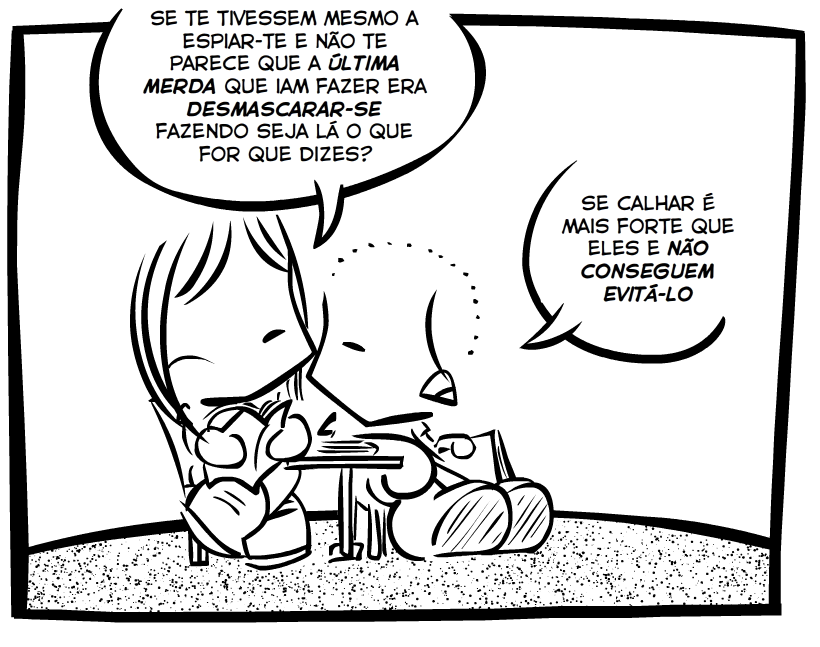 SE TE TIVESSEM MESMO A
ESPIAR-TE E NÃO TE
PARECE QUE A ÚLTIMA
MERDA QUE IAM FAZER ERA
DESMASCARAR-SE
FAZENDO SEJA LÁ O QUE
FOR QUE DIZES?
SE CALHAR É
MAIS FORTE QUE
ELES E NÃO
CONSEGUEM
EVITÁ-LO